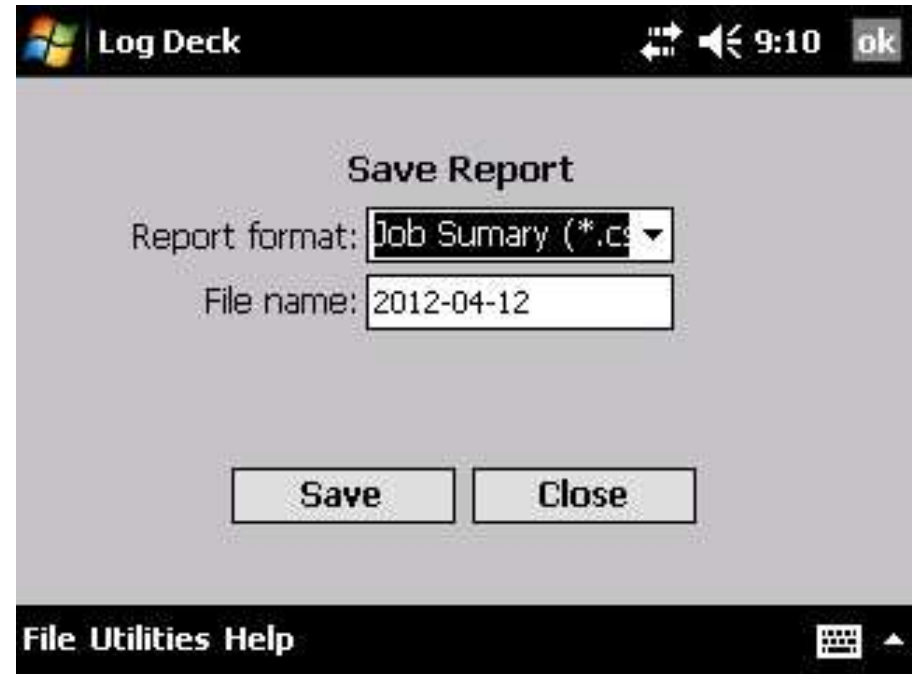 Log Deck 9:10 ok
Save Report
Report format: Job Sumary (*.cs
File name: 2012-04-12
Save Close
File Utilities Help